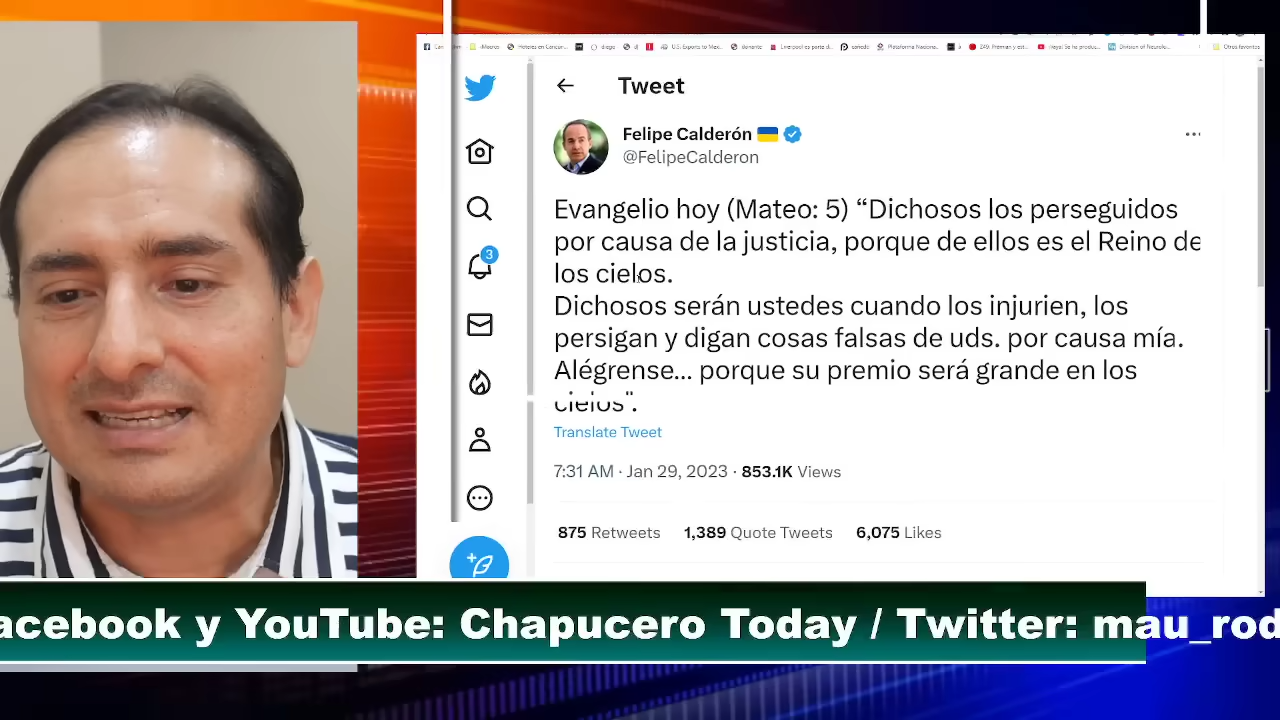 Tweet
Felipe Calderón
@FelipeCalderon
Evangelio hoy (Mateo: 5) “Dichosos los perseguidos
por causa de la justicia, porque de ellos es el Reino de
los cielos.
Dichosos serán ustedes cuando los injurien, los
persigan y digan cosas falsas de uds. por causa mía.
Alégrense... porque su premio será grande en los
cielos".
Translate Tweet
7:31 AM · Jan 29, 2023 · 853.1K Views
875 Retweets 1,389 Quote Tweets 6,075 Likes
3
acebook y YouTube: Chapucero Today / Twitter: mau_rod